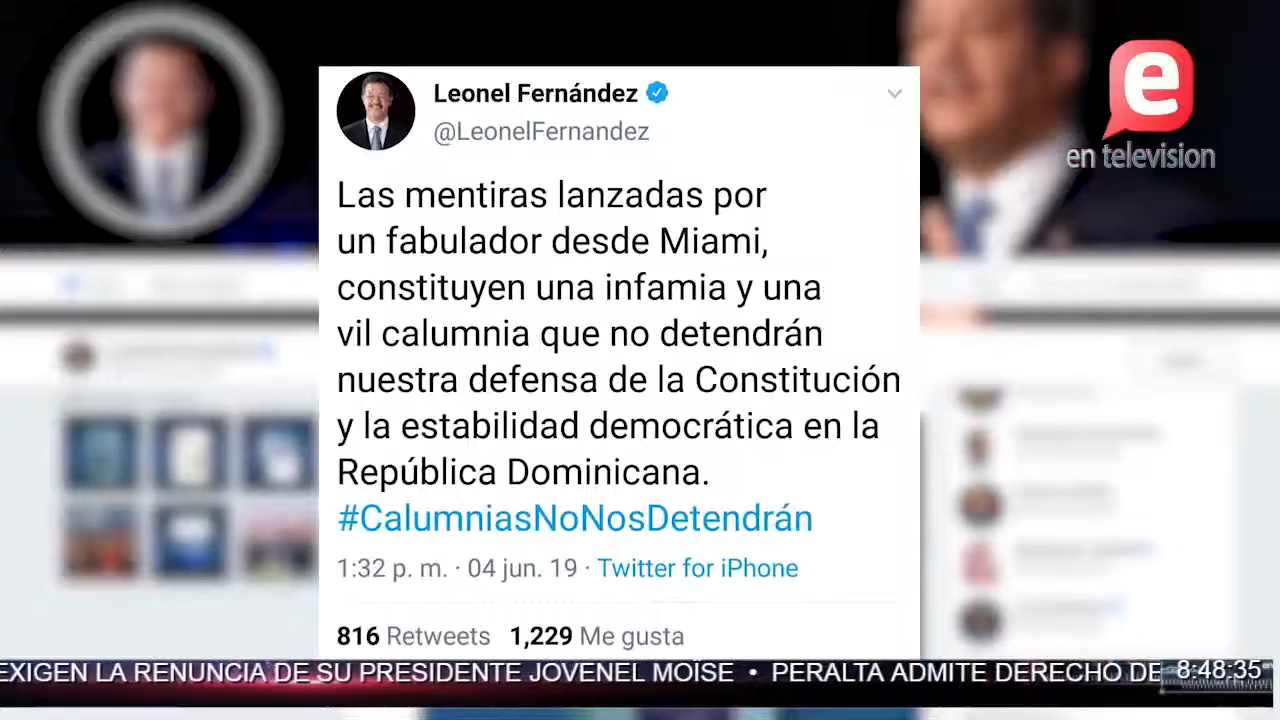 Leonel Fernández
@LeonelFernandez
e
en television
Las mentiras lanzadas por
un fabulador desde Miami,
constituyen una infamia y una
vil calumnia que no detendrán
nuestra defensa de la Constitución
y la estabilidad democrática en la
República Dominicana.
#CalumniasNoNosDetendrán
1:32 p. m. · 04 jun. 19 · Twitter for iPhone
816 Retweets 1,229 Me gusta
EXIGEN LA RENUNCIA DE SU PRESIDENTE JOVENEL MOÏSE • PERALTA ADMITE DERECHO DE 8:48:35